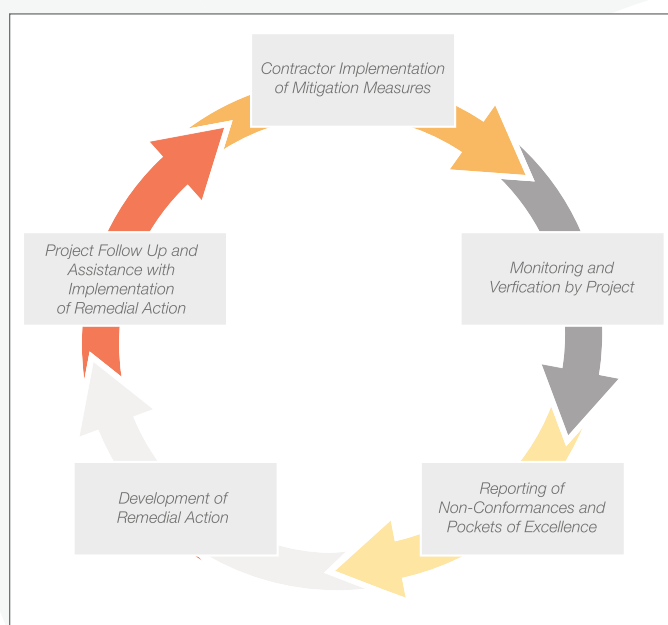 Contractor Implementation
of Mitigation Measures
Monitoring and
Verfication by Project
Reporting of
Non-Conformances and
Pockets of Excellence
Development of
Remedial Action
Project Follow Up and
Assistance with
Implementation
of Remedial Action